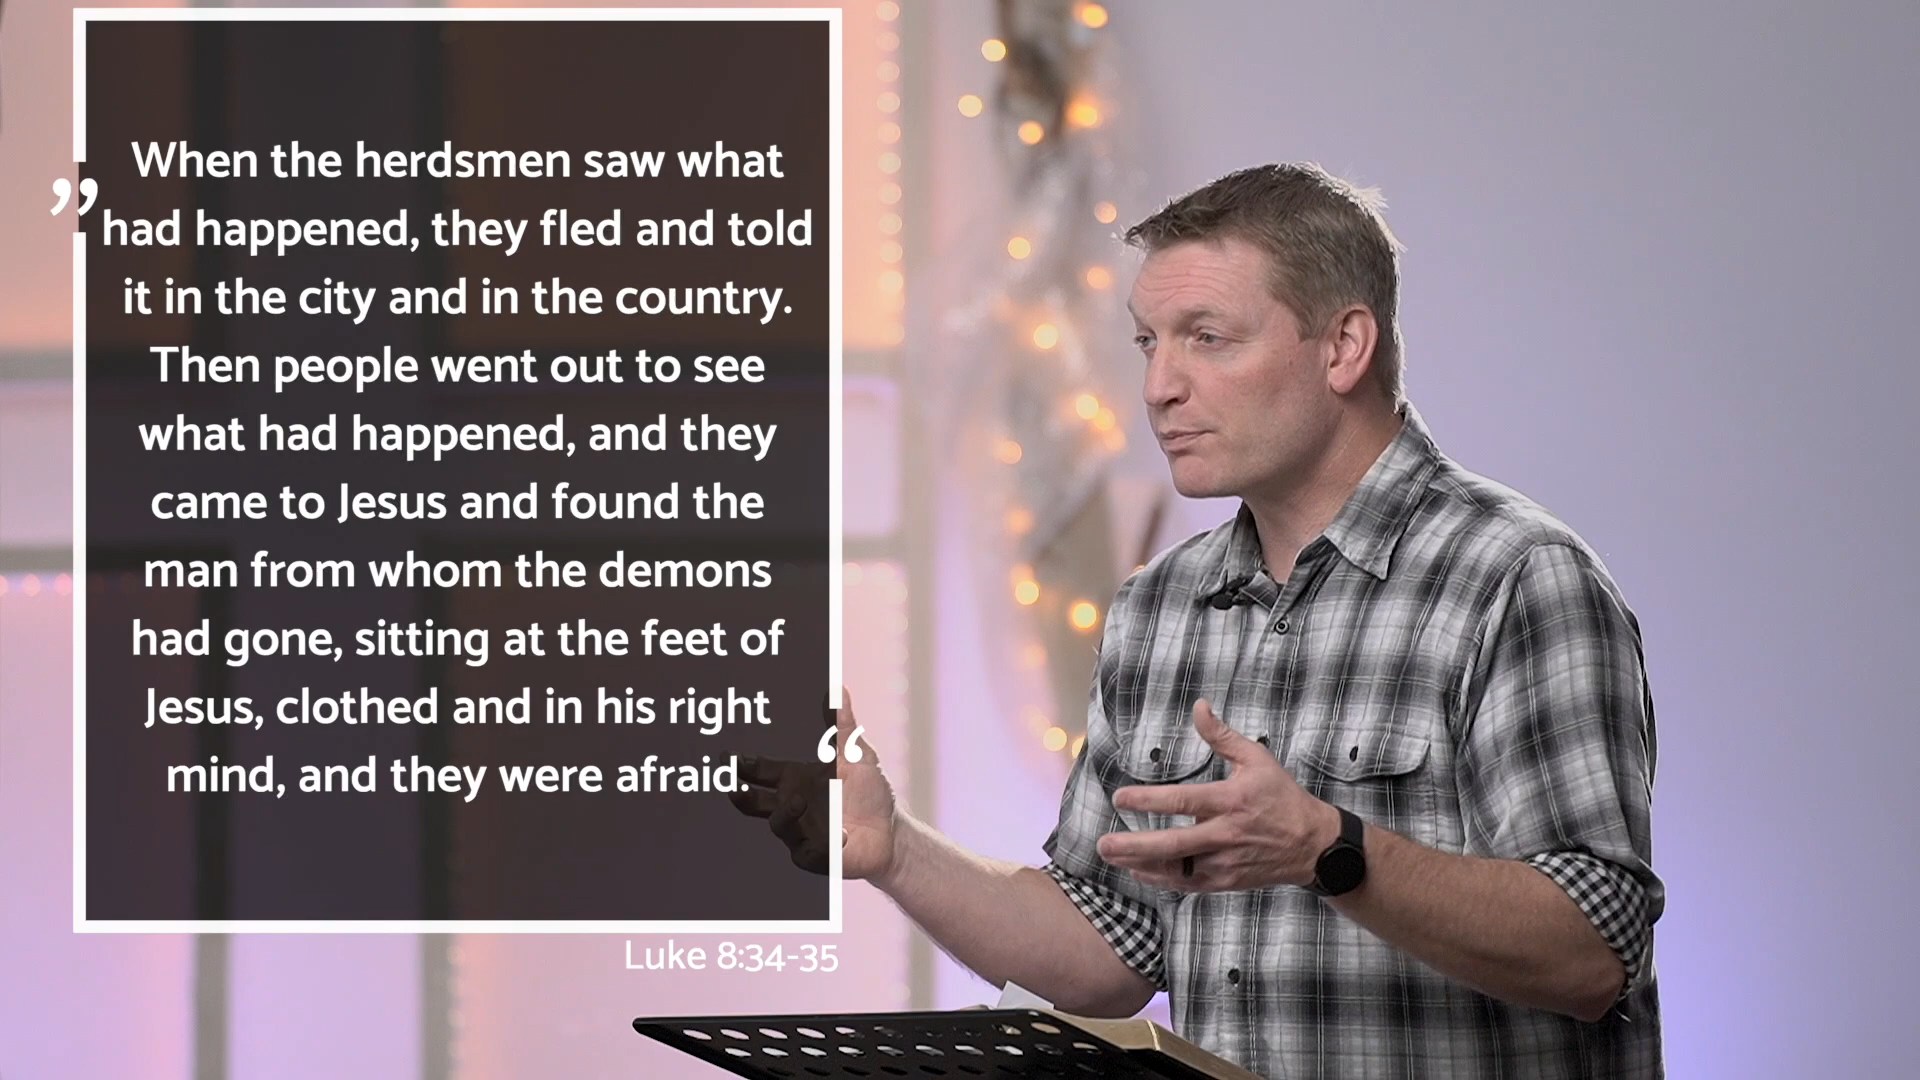 When the herdsmen saw what
had happened, they fled and told
it in the city and in the country.
Then people went out to see
what had happened, and they
came to Jesus and found the
man from whom the demons
had gone, sitting at the feet of
Jesus, clothed and in his right
mind, and they were afraid.
Luke 8:34-35